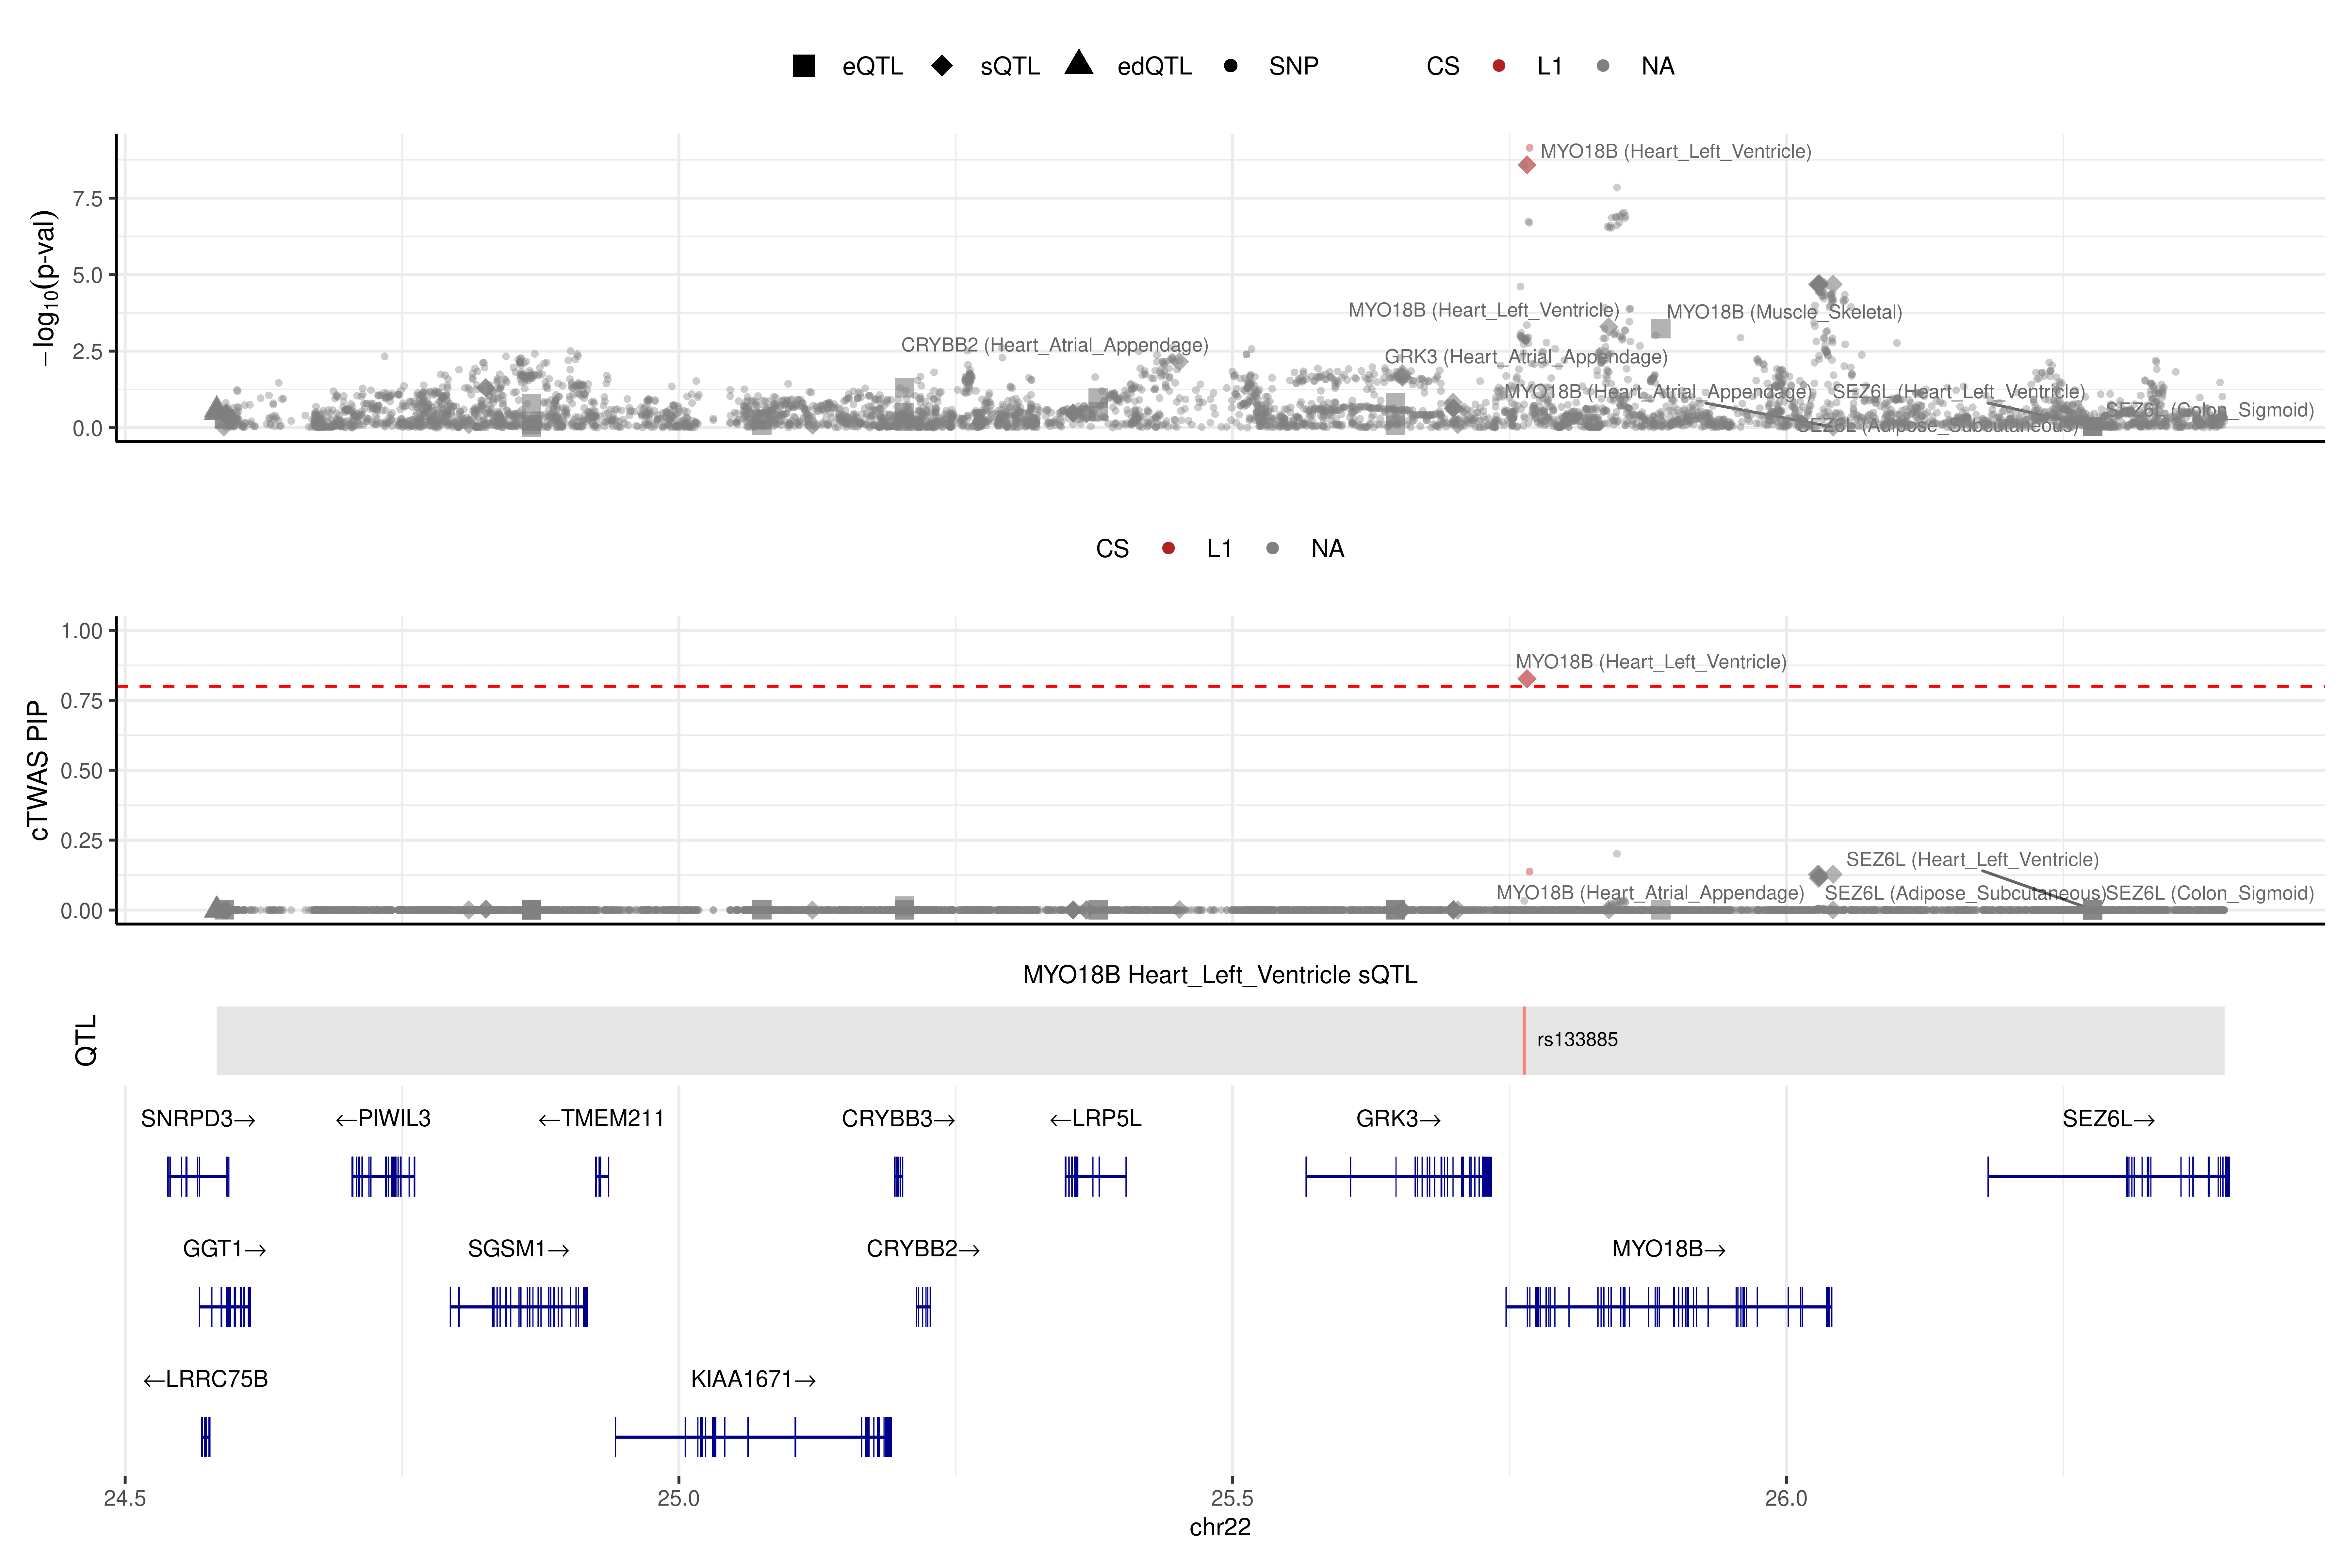 eQTL sQTL edQTL SNP CS L1 NA
−log10(p-val)
7.5
5.0
2.5
0.0
MYO18B (Heart_Left_Ventricle)
MYO18B (Heart_Left_Ventricle)
MYO18B (Muscle_Skeletal)
CRYBB2 (Heart_Atrial_Appendage)
GRK3 (Heart_Atrial_Appendage)
MYO18B (Heart_Atrial_Appendage)
SEZ6L (Heart_Left_Ventricle)
SEZ6L (Colon_Sigmoid)
SEZ6L (Adipose_Subcutaneous)
CS L1 NA
cTWAS PIP
1.00
0.75
0.50
0.25
0.00
MYO18B (Heart_Left_Ventricle)
SEZ6L (Heart_Left_Ventricle)
MYO18B (Heart_Atrial_Appendage)
SEZ6L (Adipose_Subcutaneous)
SEZ6L (Colon_Sigmoid)
MYO18B Heart_Left_Ventricle sQTL
QTL
rs133885
SNRPD3→ ←PIWIL3 ←TMEM211 CRYBB3→ ←LRP5L GRK3→ SEZ6L→
GGT1→ SGSM1→ CRYBB2→ MYO18B→
←LRRC75B KIAA1671→
24.5 25.0 25.5 26.0
chr22